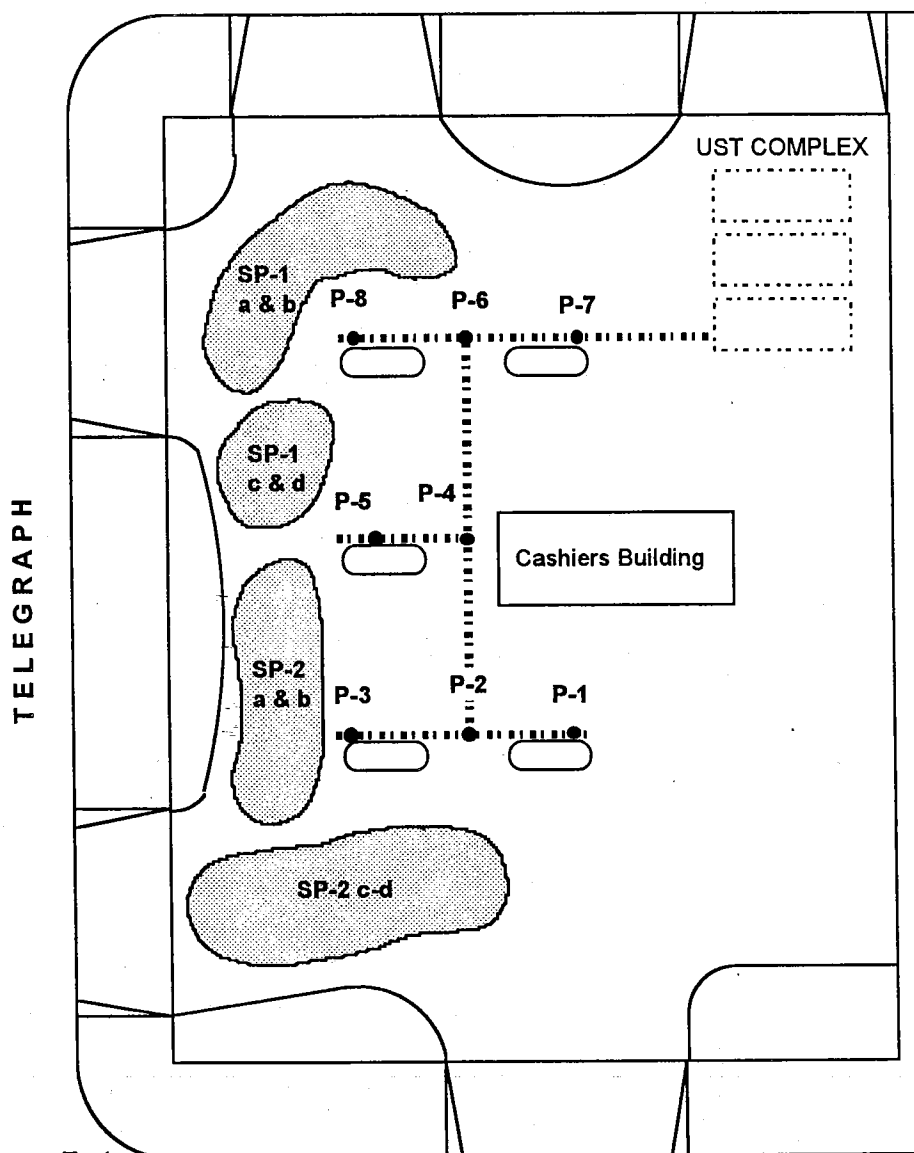 UST COMPLEX
SP-1
a & b
P-8
P-6
P-7
SP-1
c & d
P-5
P-4
Cashiers Building
TELEGRAPH
SP-2
a & b
P-3
P-2
P-1
SP-2 c-d